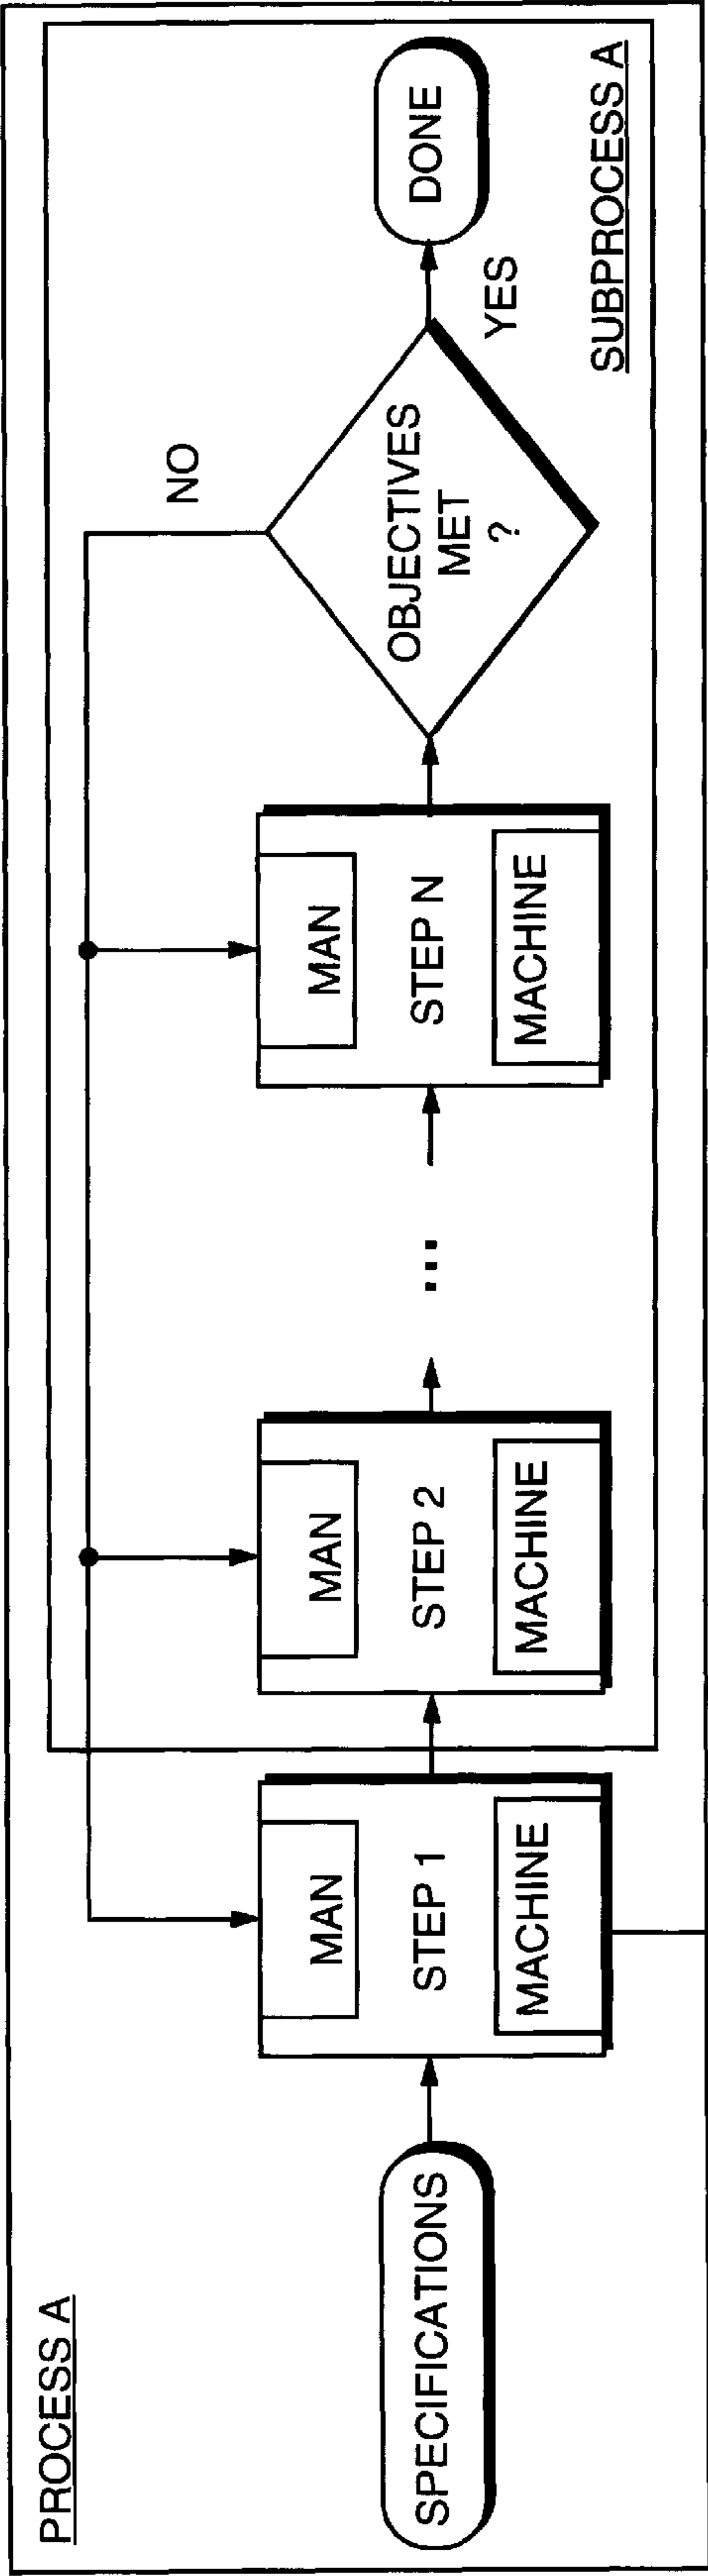 PROCESS A
SPECIFICATIONS
MAN
STEP 1
MACHINE
MAN
STEP 2
MACHINE
...
MAN
STEP N
MACHINE
OBJECTIVES
MET
?
NO
YES
DONE
SUBPROCESS A